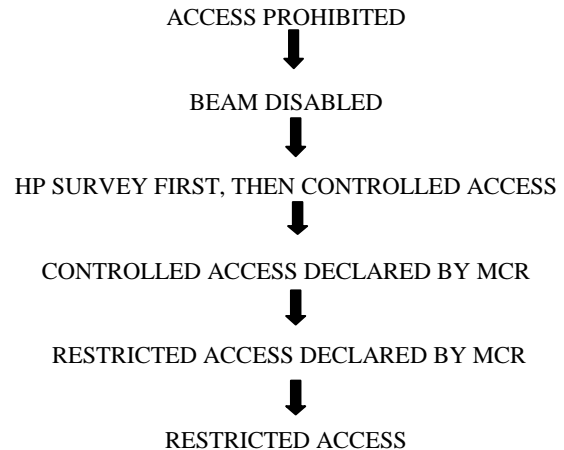 ACCESS PROHIBITED
BEAM DISABLED
HP SURVEY FIRST, THEN CONTROLLED ACCESS
CONTROLLED ACCESS DECLARED BY MCR
RESTRICTED ACCESS DECLARED BY MCR
RESTRICTED ACCESS